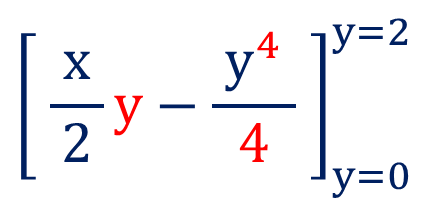 [ x/2 y − y⁴/4 ]^{y=2}_{y=0}